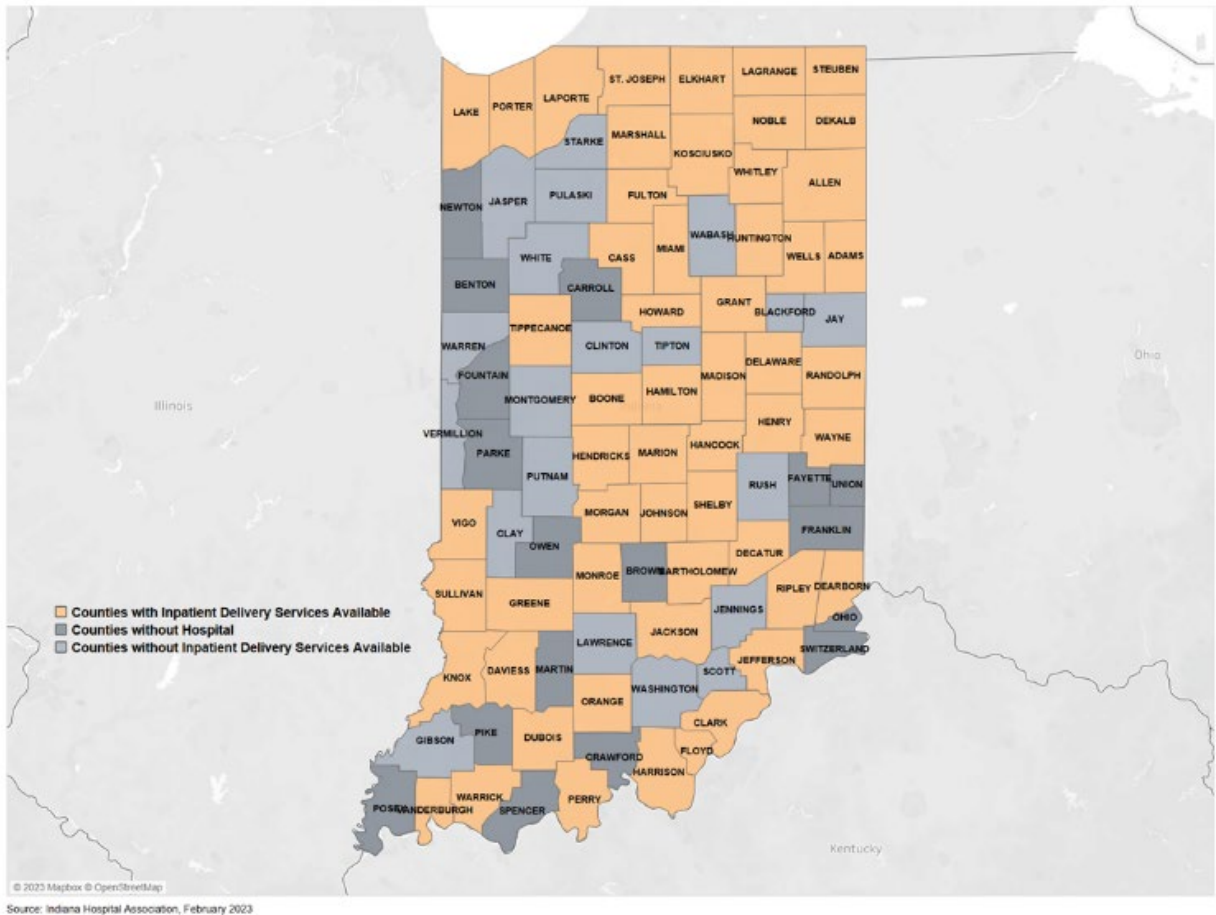 ST. JOSEPH
ELKHART
LAGRANGE
STEUBEN
LAKE
PORTER
LAPORTE
NOBLE
DEKALB
STARKE
MARSHALL
KOSCIUSKO
WHITLEY
ALLEN
NEWTON
JASPER
PULASKI
FULTON
WABASH
HUNTINGTON
MIAMI
WHITE
CASS
WELLS
ADAMS
BENTON
CARROLL
HOWARD
GRANT
BLACKFORD
JAY
TIPPECANOE
WARREN
CLINTON
TIPTON
DELAWARE
FOUNTAIN
MADISON
RANDOLPH
Ohio
Illinois
MONTGOMERY
BOONE
HAMILTON
HENRY
VERMILLION
WAYNE
PARKE
HENDRICKS
MARION
HANCOCK
PUTNAM
RUSH
FAYETTE
UNION
VIGO
CLAY
MORGAN
JOHNSON
SHELBY
FRANKLIN
OWEN
DECATUR
MONROE
BROWN
BARTHOLOMEW
RIPLEY
DEARBORN
SULLIVAN
GREENE
JENNINGS
OHIO
Counties with Inpatient Delivery Services Available
Counties without Hospital
Counties without Inpatient Delivery Services Available
LAWRENCE
JACKSON
SWITZERLAND
KNOX
DAVIESS
MARTIN
JEFFERSON
SCOTT
WASHINGTON
ORANGE
CLARK
GIBSON
PIKE
DUBOIS
FLOYD
CRAWFORD
HARRISON
POSEY
VANDERBURGH
WARRICK
SPENCER
PERRY
Kentucky
© 2023 Mapbox © OpenStreetMap
Source: Indiana Hospital Association, February 2023